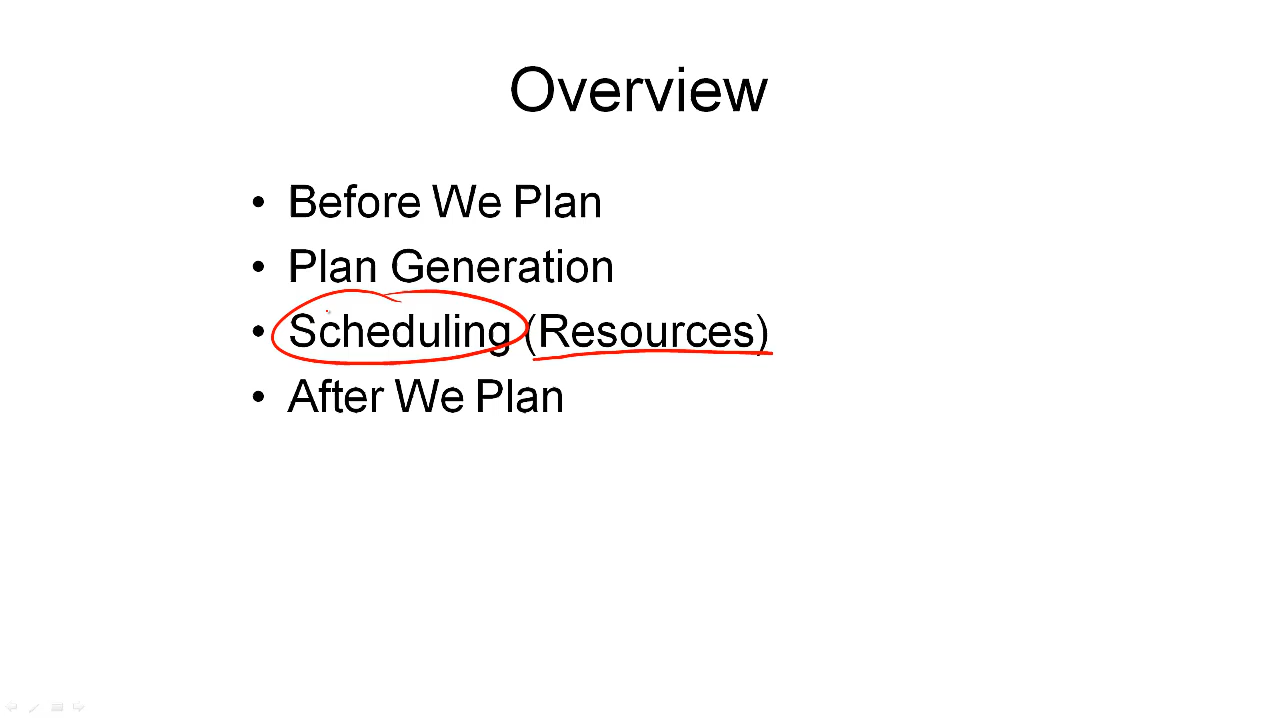 Overview
• Before We Plan
• Plan Generation
• Scheduling (Resources)
• After We Plan